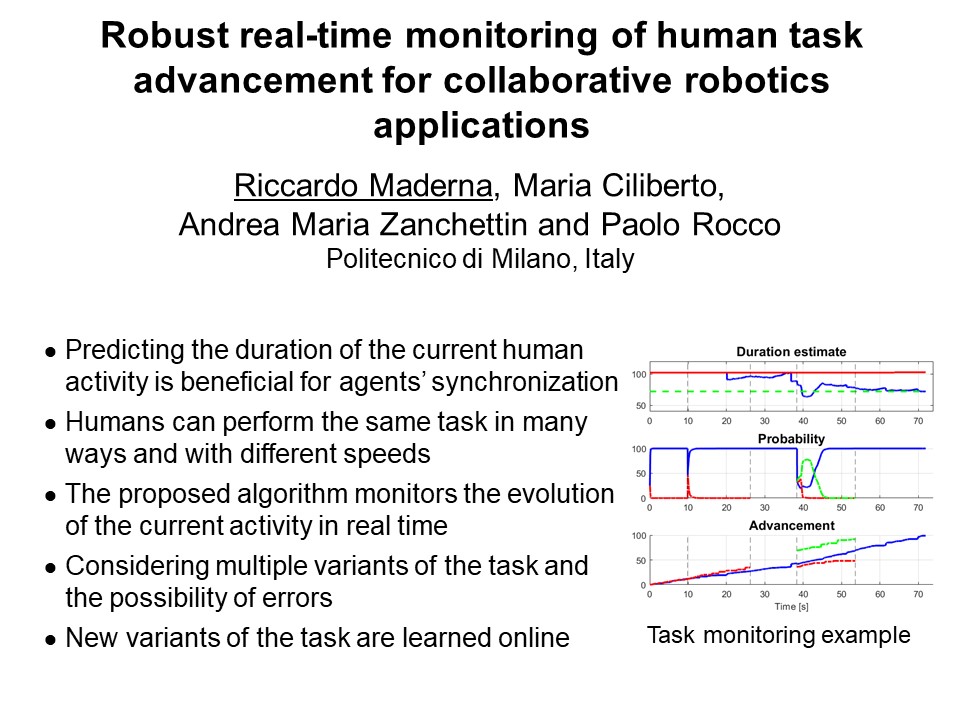 Robust real-time monitoring of human task
advancement for collaborative robotics
applications
Riccardo Maderna, Maria Ciliberto,
Andrea Maria Zanchettin and Paolo Rocco
Politecnico di Milano, Italy
● Predicting the duration of the current human
activity is beneficial for agents’ synchronization
● Humans can perform the same task in many
ways and with different speeds
● The proposed algorithm monitors the evolution
of the current activity in real time
● Considering multiple variants of the task and
the possibility of errors
● New variants of the task are learned online
Duration estimate
100
50
0 10 20 30 40 50 60 70
Probability
100
50
0
0 10 20 30 40 50 60 70
Advancement
100
50
0
0 10 20 30 40 50 60 70
Time [s]
Task monitoring example